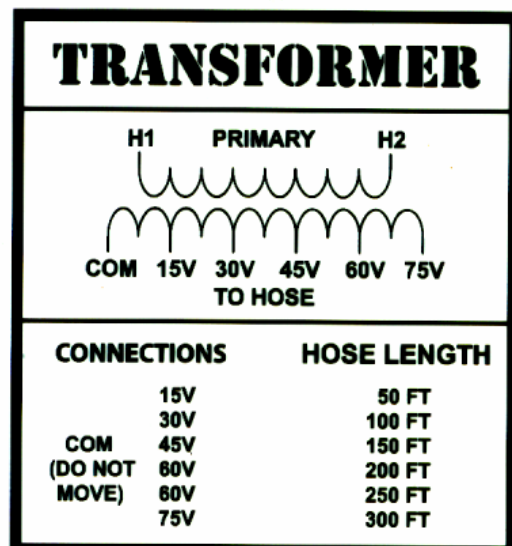 TRANSFORMER
H1 PRIMARY H2
COM 15V 30V 45V 60V 75V
TO HOSE
CONNECTIONS HOSE LENGTH
15V 50 FT
30V 100 FT
COM 45V 150 FT
(DO NOT 60V 200 FT
MOVE) 60V 250 FT
75V 300 FT